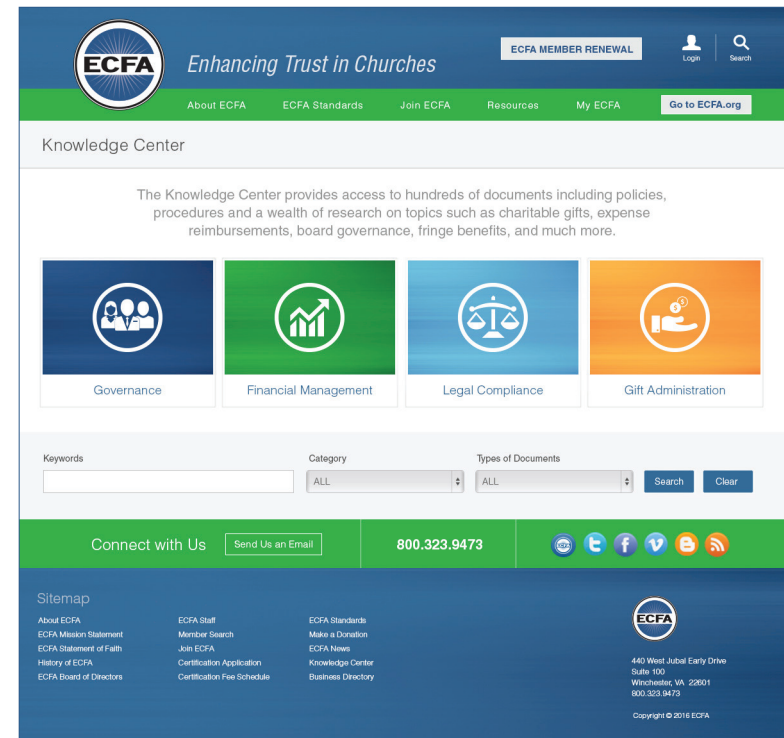 ECFA
Enhancing Trust in Churches
ECFA MEMBER RENEWAL
Login
Search
About ECFA
ECFA Standards
Join ECFA
Resources
My ECFA
Go to ECFA.org
Knowledge Center
The Knowledge Center provides access to hundreds of documents including policies,
procedures and a wealth of research on topics such as charitable gifts, expense
reimbursements, board governance, fringe benefits, and much more.
Governance
Financial Management
Legal Compliance
Gift Administration
Keywords
Category
Types of Documents
ALL
ALL
Search
Clear
Connect with Us
Send Us an Email
800.323.9473
ECFA
Sitemap
About ECFA
ECFA Mission Statement
ECFA Statement of Faith
History of ECFA
ECFA Board of Directors
ECFA Staff
Member Search
Join ECFA
Certification Application
Certification Fee Schedule
ECFA Standards
Make a Donation
ECFA News
Knowledge Center
Business Directory
ECFA
440 West Jubal Early Drive
Suite 100
Winchester, VA 22601
800.323.9473
Copyright © 2016 ECFA